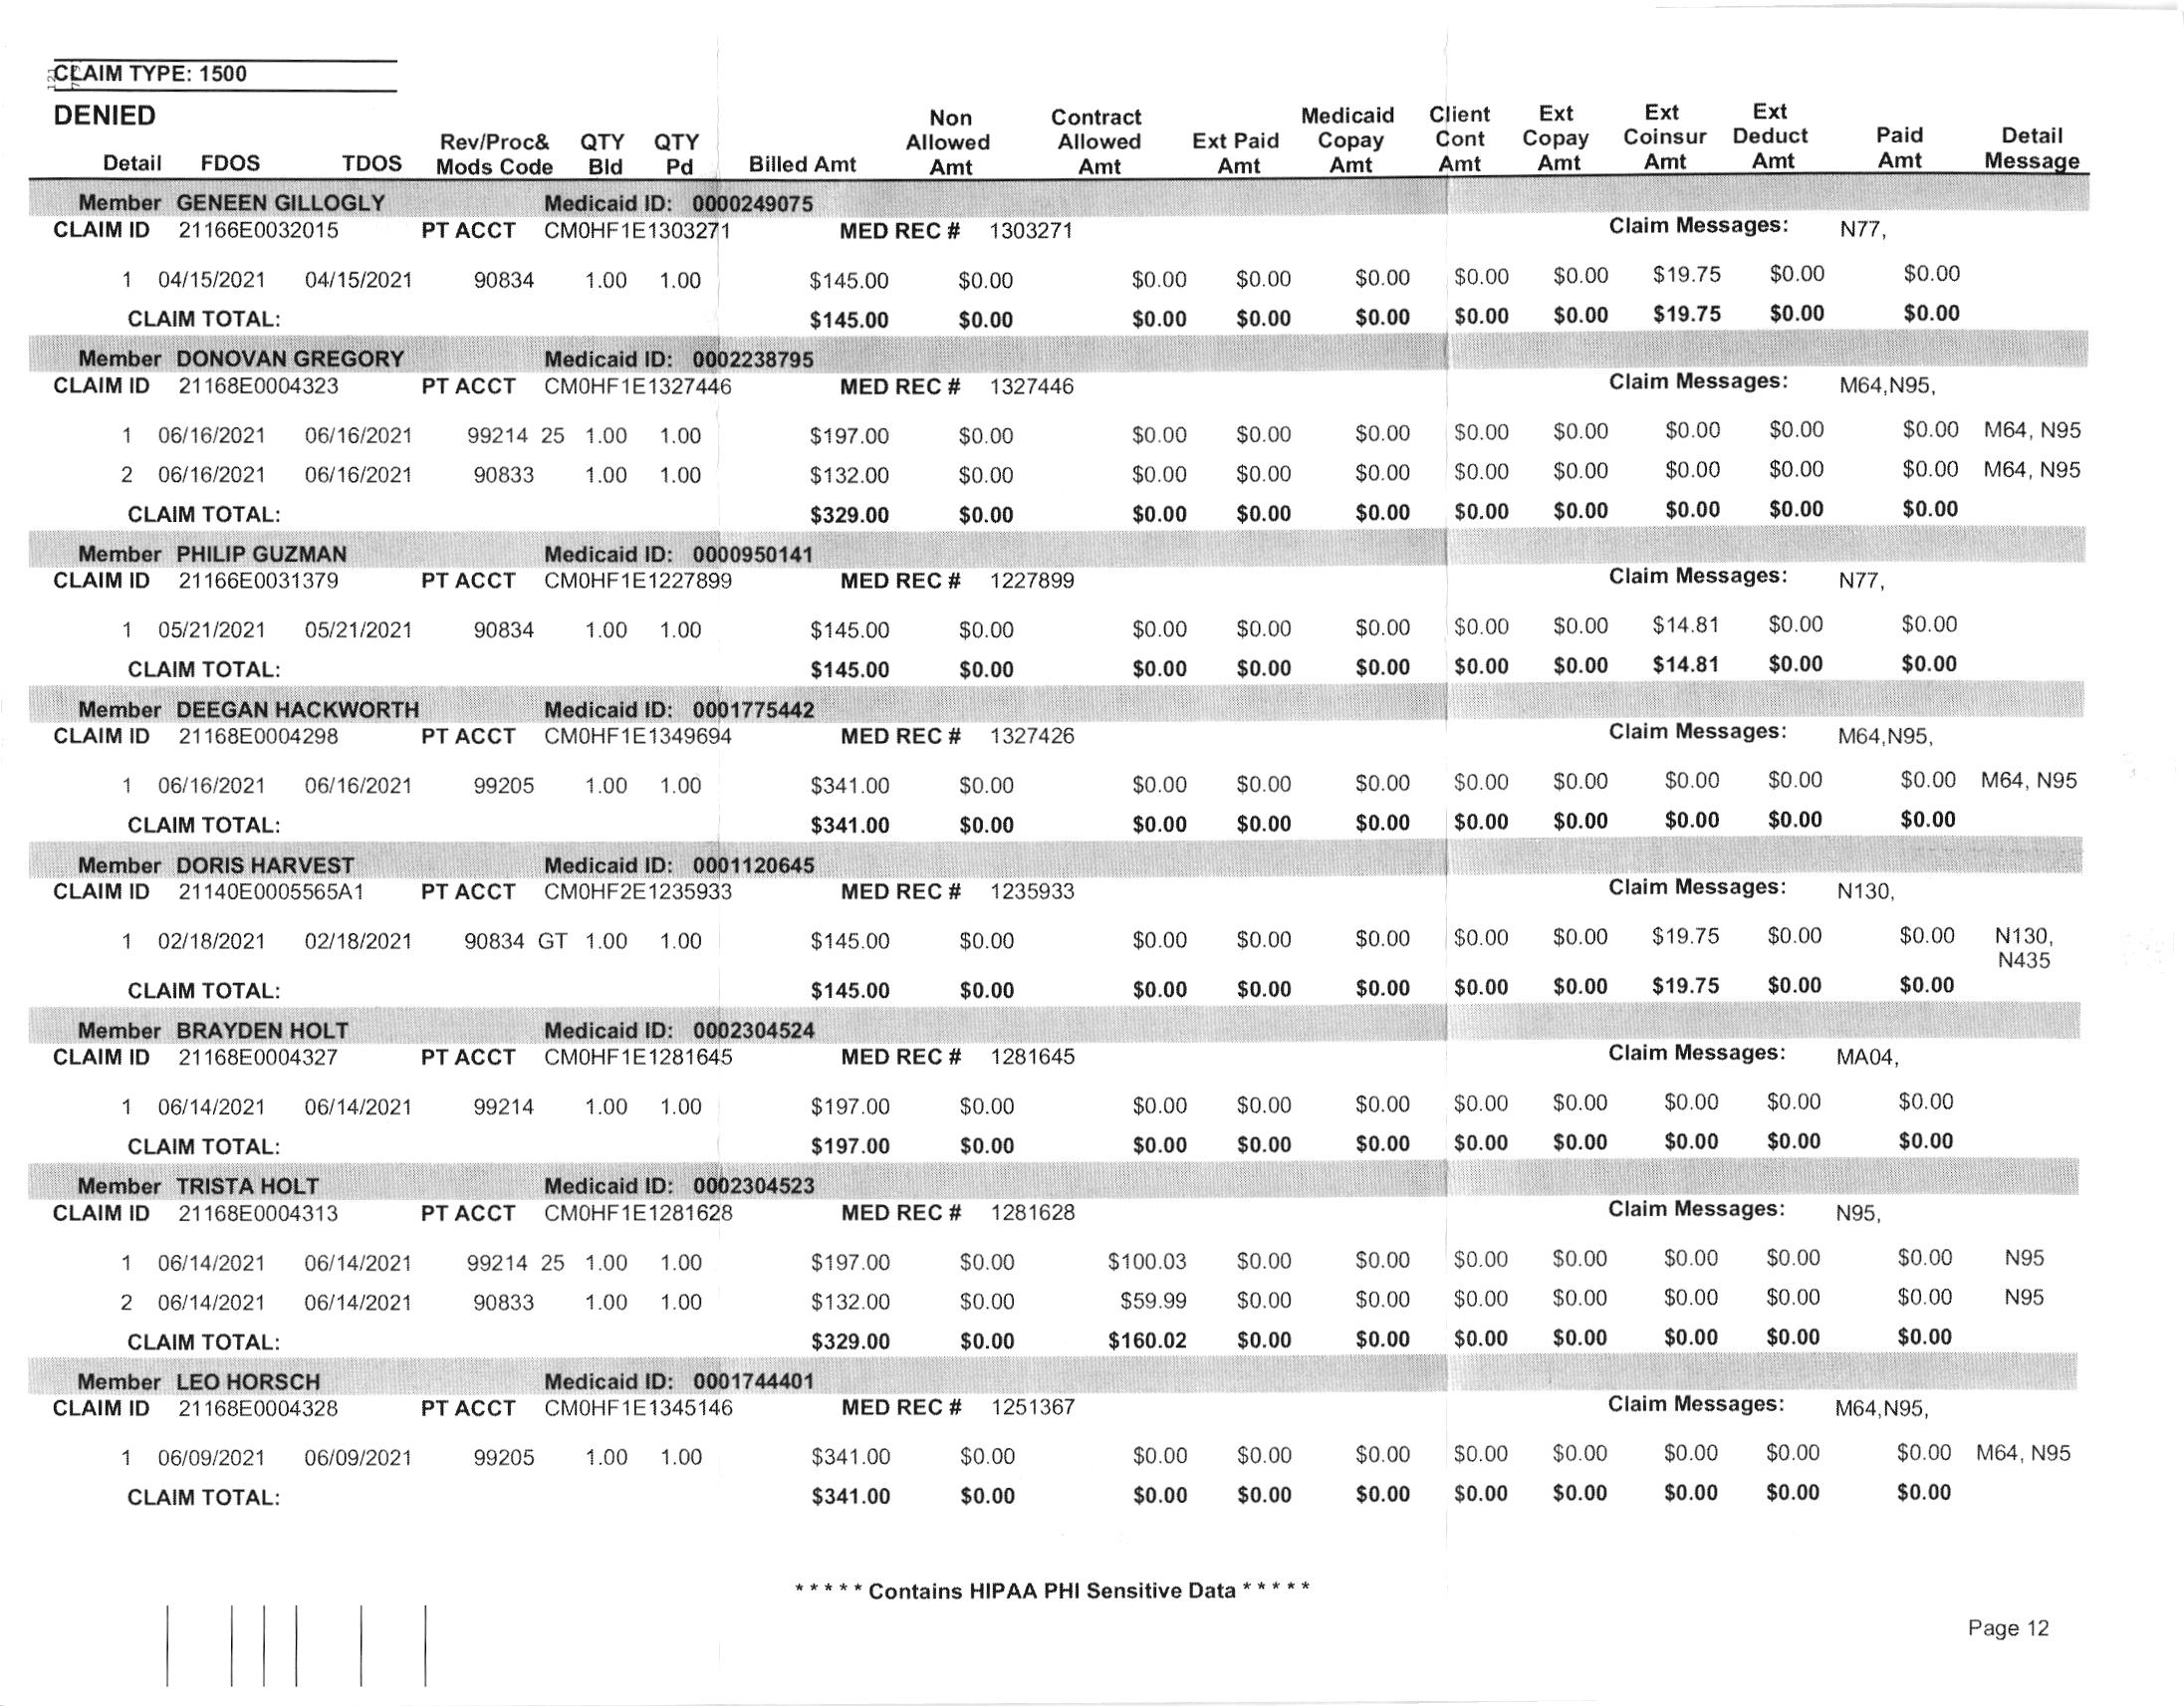 CLAIM TYPE: 1500
DENIED
Non Contract Medicaid Client Ext Ext Ext
Rev/Proc& QTY QTY Allowed Allowed Ext Paid Copay Cont Copay Coinsur Deduct Paid Detail
Detail FDOS TDOS Mods Code Bld Pd Billed Amt Amt Amt Amt Amt Amt Amt Amt Amt Amt Message
Member GENEEN GILLOGLY Medicaid ID: 0000249075
CLAIM ID 21166E0032015 PT ACCT CM0HF1E1303271 MED REC # 1303271 Claim Messages: N77,
1 04/15/2021 04/15/2021 90834 1.00 1.00 $145.00 $0.00 $0.00 $0.00 $0.00 $0.00 $0.00 $19.75 $0.00 $0.00
CLAIM TOTAL: $145.00 $0.00 $0.00 $0.00 $0.00 $0.00 $0.00 $19.75 $0.00 $0.00
Member DONOVAN GREGORY Medicaid ID: 0002238795
CLAIM ID 21168E0004323 PT ACCT CM0HF1E1327446 MED REC # 1327446 Claim Messages: M64,N95,
1 06/16/2021 06/16/2021 99214 25 1.00 1.00 $197.00 $0.00 $0.00 $0.00 $0.00 $0.00 $0.00 $0.00 $0.00 $0.00 M64, N95
2 06/16/2021 06/16/2021 90833 1.00 1.00 $132.00 $0.00 $0.00 $0.00 $0.00 $0.00 $0.00 $0.00 $0.00 $0.00 M64, N95
CLAIM TOTAL: $329.00 $0.00 $0.00 $0.00 $0.00 $0.00 $0.00 $0.00 $0.00 $0.00
Member PHILIP GUZMAN Medicaid ID: 0000950141
CLAIM ID 21166E0031379 PT ACCT CM0HF1E1227899 MED REC # 1227899 Claim Messages: N77,
1 05/21/2021 05/21/2021 90834 1.00 1.00 $145.00 $0.00 $0.00 $0.00 $0.00 $0.00 $0.00 $14.81 $0.00 $0.00
CLAIM TOTAL: $145.00 $0.00 $0.00 $0.00 $0.00 $0.00 $0.00 $14.81 $0.00 $0.00
Member DEEGAN HACKWORTH Medicaid ID: 0001775442
CLAIM ID 21168E0004298 PT ACCT CM0HF1E1349694 MED REC # 1327426 Claim Messages: M64,N95,
1 06/16/2021 06/16/2021 99205 1.00 1.00 $341.00 $0.00 $0.00 $0.00 $0.00 $0.00 $0.00 $0.00 $0.00 $0.00 M64, N95
CLAIM TOTAL: $341.00 $0.00 $0.00 $0.00 $0.00 $0.00 $0.00 $0.00 $0.00 $0.00
Member DORIS HARVEST Medicaid ID: 0001120645
CLAIM ID 21140E0005565A1 PT ACCT CM0HF2E1235933 MED REC # 1235933 Claim Messages: N130,
1 02/18/2021 02/18/2021 90834 GT 1.00 1.00 $145.00 $0.00 $0.00 $0.00 $0.00 $0.00 $0.00 $19.75 $0.00 $0.00 N130,
N435
CLAIM TOTAL: $145.00 $0.00 $0.00 $0.00 $0.00 $0.00 $0.00 $19.75 $0.00 $0.00
Member BRAYDEN HOLT Medicaid ID: 0002304524
CLAIM ID 21168E0004327 PT ACCT CM0HF1E1281645 MED REC # 1281645 Claim Messages: MA04,
1 06/14/2021 06/14/2021 99214 1.00 1.00 $197.00 $0.00 $0.00 $0.00 $0.00 $0.00 $0.00 $0.00 $0.00 $0.00
CLAIM TOTAL: $197.00 $0.00 $0.00 $0.00 $0.00 $0.00 $0.00 $0.00 $0.00 $0.00
Member TRISTA HOLT Medicaid ID: 0002304523
CLAIM ID 21168E0004313 PT ACCT CM0HF1E1281628 MED REC # 1281628 Claim Messages: N95,
1 06/14/2021 06/14/2021 99214 25 1.00 1.00 $197.00 $0.00 $100.03 $0.00 $0.00 $0.00 $0.00 $0.00 $0.00 $0.00 N95
2 06/14/2021 06/14/2021 90833 1.00 1.00 $132.00 $0.00 $59.99 $0.00 $0.00 $0.00 $0.00 $0.00 $0.00 $0.00 N95
CLAIM TOTAL: $329.00 $0.00 $160.02 $0.00 $0.00 $0.00 $0.00 $0.00 $0.00 $0.00
Member LEO HORSCH Medicaid ID: 0001744401
CLAIM ID 21168E0004328 PT ACCT CM0HF1E1345146 MED REC # 1251367 Claim Messages: M64,N95,
1 06/09/2021 06/09/2021 99205 1.00 1.00 $341.00 $0.00 $0.00 $0.00 $0.00 $0.00 $0.00 $0.00 $0.00 $0.00 M64, N95
CLAIM TOTAL: $341.00 $0.00 $0.00 $0.00 $0.00 $0.00 $0.00 $0.00 $0.00 $0.00
* * * * * Contains HIPAA PHI Sensitive Data * * * * *
Page 12